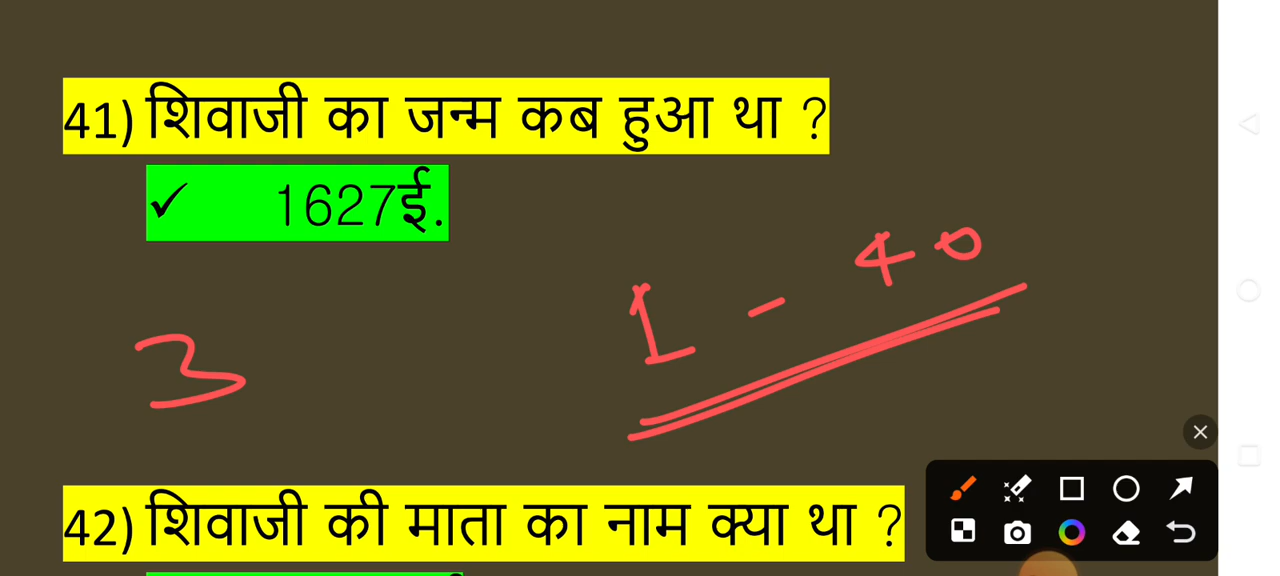 41) शिवाजी का जन्म कब हुआ था ?
✓ 1627ई.
1 - 40
3
42) शिवाजी की माता का नाम क्या था ?